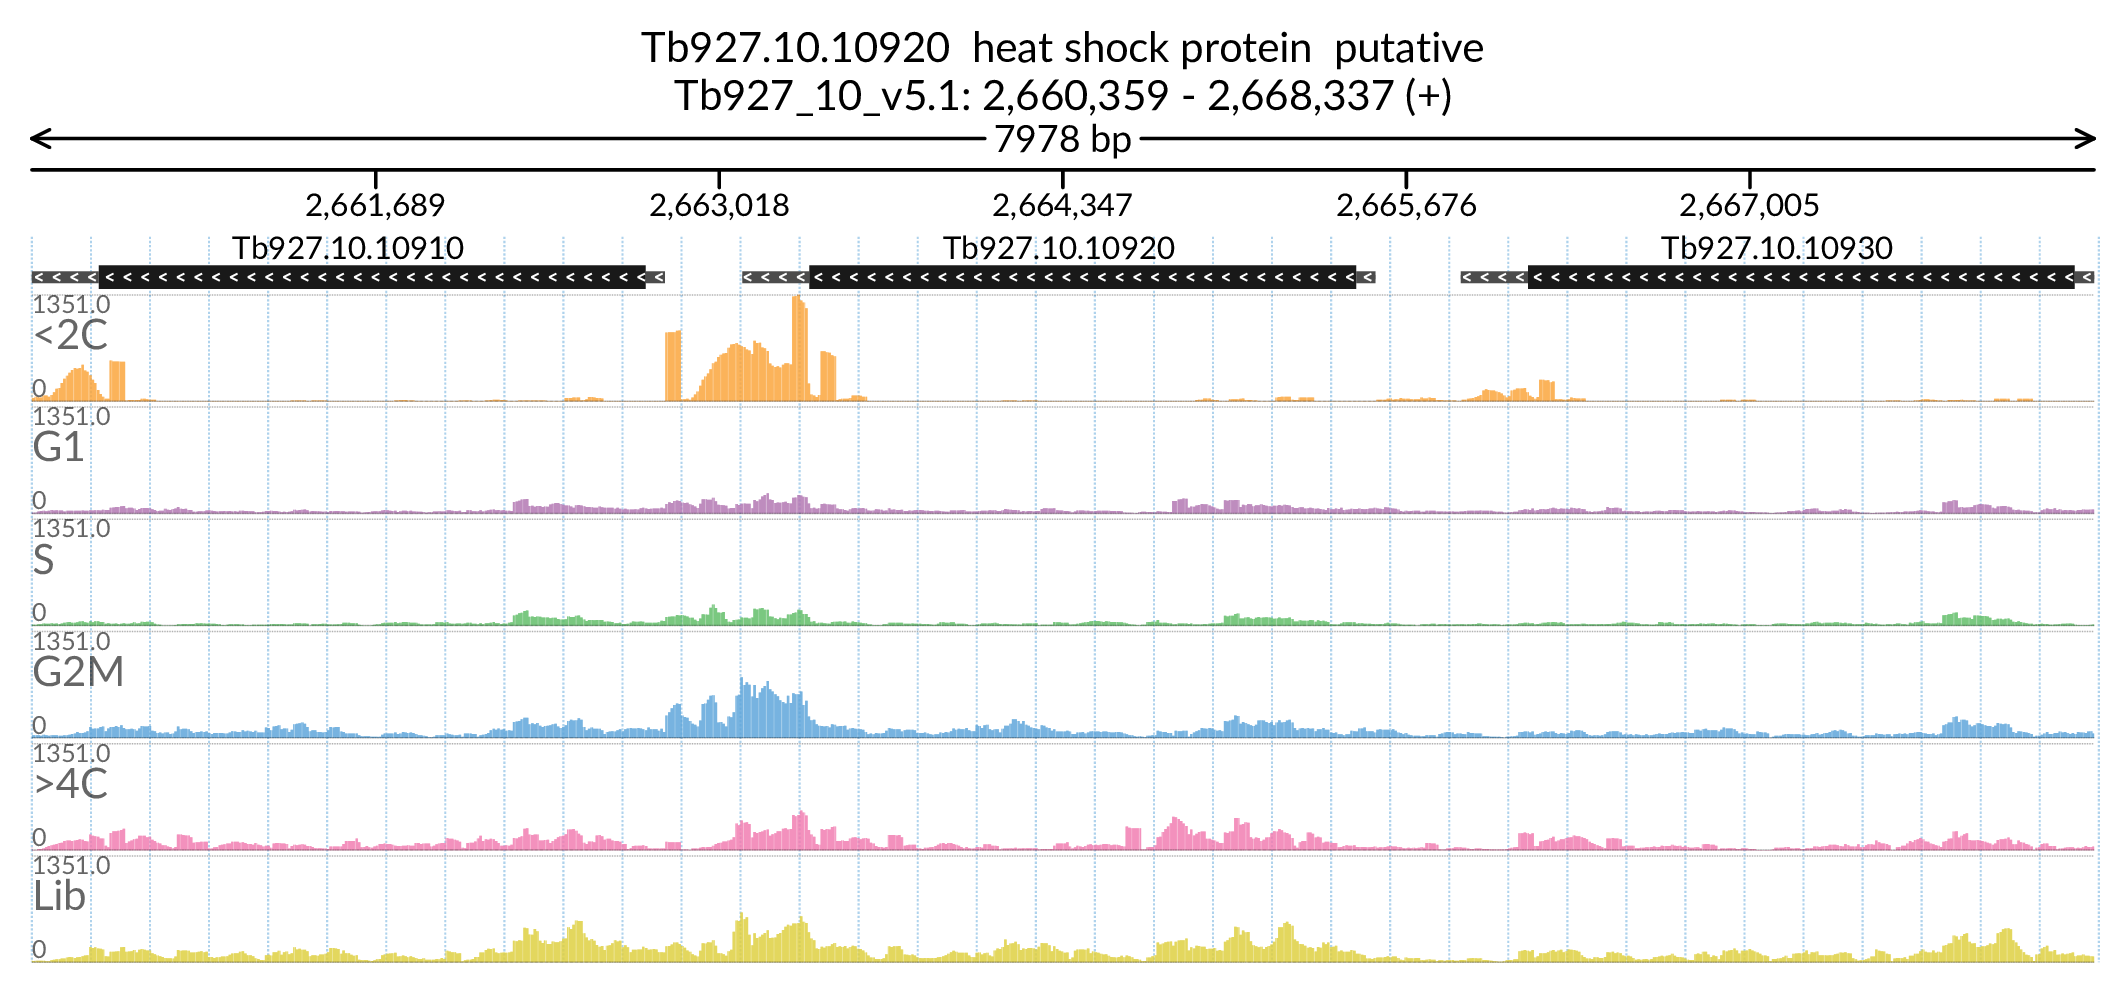 Tb927.10.10920 heat shock protein putative
Tb927_10_v5.1: 2,660,359 - 2,668,337 (+)
7978 bp
2,661,689 2,663,018 2,664,347 2,665,676 2,667,005
Tb927.10.10910 Tb927.10.10920 Tb927.10.10930
1351.0
<2C
0
1351.0
G1
0
1351.0
S
0
1351.0
G2M
0
1351.0
>4C
0
1351.0
Lib
0